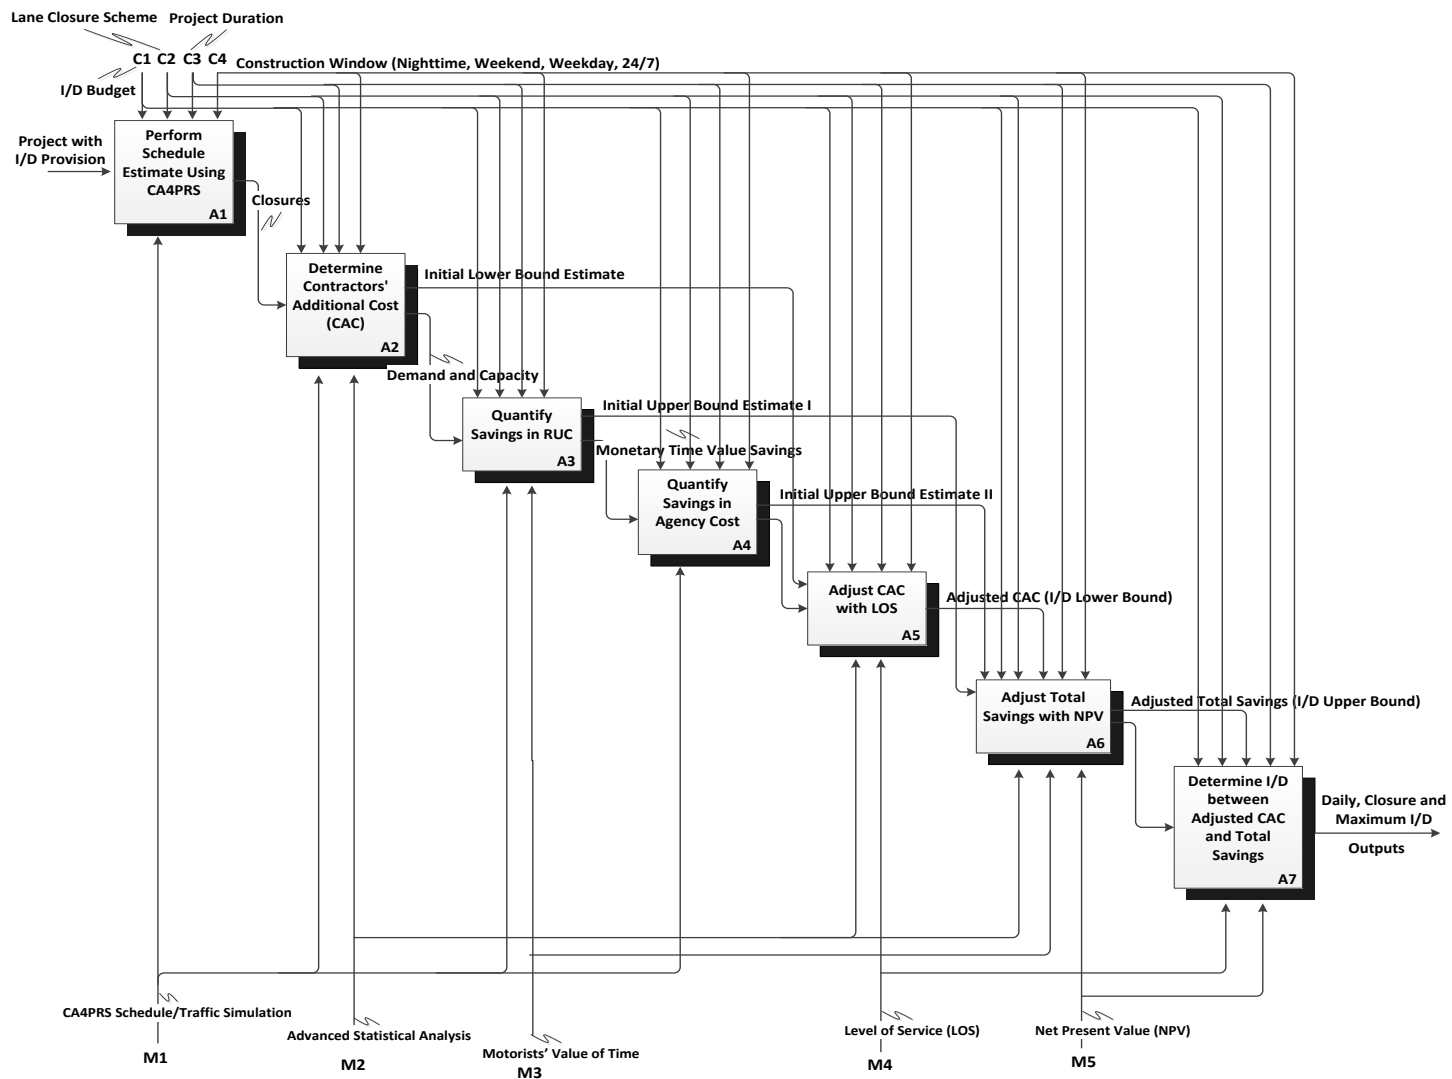 Lane Closure Scheme
Project Duration
C1 C2 C3 C4
Construction Window (Nighttime, Weekend, Weekday, 24/7)
I/D Budget
Project with
I/D Provision
Perform
Schedule
Estimate Using
CA4PRS
A1
Closures
Determine
Contractors'
Additional Cost
(CAC)
A2
Initial Lower Bound Estimate
Demand and Capacity
Quantify
Savings in RUC
A3
Initial Upper Bound Estimate I
Monetary Time Value Savings
Quantify
Savings in
Agency Cost
A4
Initial Upper Bound Estimate II
Adjust CAC
with LOS
A5
Adjusted CAC (I/D Lower Bound)
Adjust Total
Savings with NPV
A6
Adjusted Total Savings (I/D Upper Bound)
Determine I/D
between
Adjusted CAC
and Total
Savings
A7
Daily, Closure and
Maximum I/D
Outputs
CA4PRS Schedule/Traffic Simulation
M1
Advanced Statistical Analysis
M2
Motorists' Value of Time
M3
Level of Service (LOS)
M4
Net Present Value (NPV)
M5